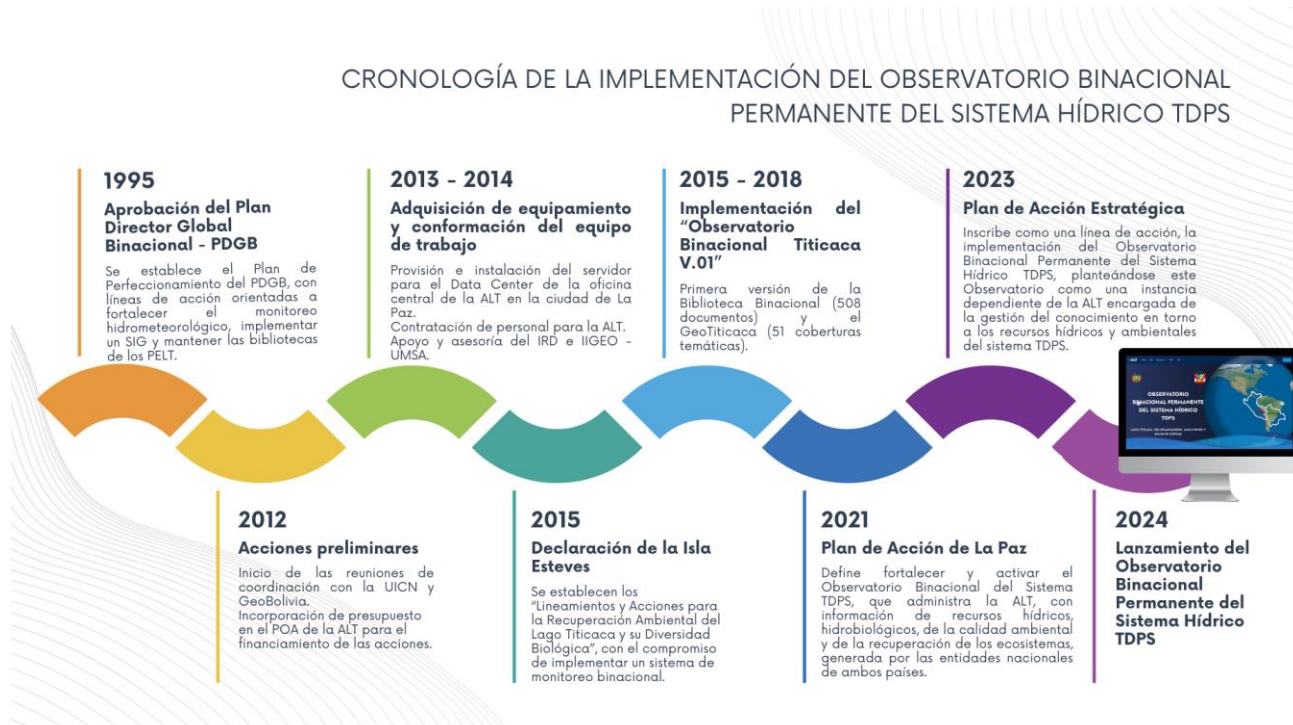 CRONOLOGÍA DE LA IMPLEMENTACIÓN DEL OBSERVATORIO BINACIONAL
PERMANENTE DEL SISTEMA HÍDRICO TDPS
1995
Aprobación del Plan
Director Global
Binacional - PDGB
Se establece el Plan de
Perfeccionamiento del PDGB, con
líneas de acción orientadas a
fortalecer el monitoreo
hidrometeorológico, implementar
un SIG y mantener las bibliotecas
de los PELT.
2013 - 2014
Adquisición de equipamiento
y conformación del equipo
de trabajo
Provisión e instalación del servidor
para el Data Center de la oficina
central de la ALT en la ciudad de La
Paz.
Contratación de personal para la ALT.
Apoyo y asesoría del IRD e IIGEO -
UMSA.
2015 - 2018
Implementación del
“Observatorio
Binacional Titicaca
V.01”
Primera versión de la
Biblioteca Binacional (508
documentos) y el
GeoTiticaca (51 coberturas
temáticas).
2023
Plan de Acción Estratégica
Inscribe como una línea de acción, la
implementación del Observatorio
Binacional Permanente del Sistema
Hídrico TDPS, planteándose este
Observatorio como una instancia
dependiente de la ALT encargada de
la gestión del conocimiento en torno
a los recursos hídricos y ambientales
del sistema TDPS.
OBSERVATORIO
BINACIONAL PERMANENTE
DEL SISTEMA HÍDRICO
TDPS
2012
Acciones preliminares
Inicio de las reuniones de
coordinación con la UICN y
GeoBolivia.
Incorporación de presupuesto
en el POA de la ALT para el
financiamiento de las acciones.
2015
Declaración de la Isla
Esteves
Se establecen los
“Lineamientos y Acciones para
la Recuperación Ambiental del
Lago Titicaca y su Diversidad
Biológica”, con el compromiso
de implementar un sistema de
monitoreo binacional.
2021
Plan de Acción de La Paz
Define fortalecer y activar el
Observatorio Binacional del Sistema
TDPS, que administra la ALT, con
información de recursos hídricos,
hidrobiológicos, de la calidad ambiental
y de la recuperación de los ecosistemas,
generada por las entidades nacionales
de ambos países.
2024
Lanzamiento del
Observatorio
Binacional
Permanente del
Sistema Hídrico
TDPS